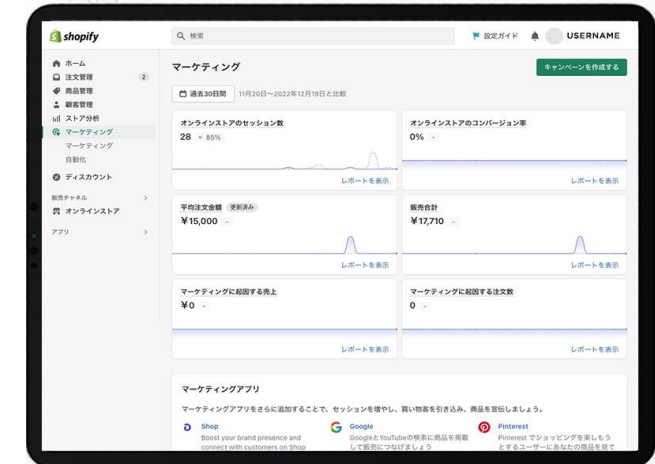 shopify
検索
設定ガイド
USERNAME
ホーム
注文管理
2
商品管理
顧客管理
ストア分析
マーケティング
マーケティング
自動化
ディスカウント
販売チャネル
オンラインストア
アプリ
マーケティング
キャンペーンを作成する
過去30日間
11月20日〜2022年12月19日と比較
オンラインストアのセッション数
28 85%
レポートを表示
オンラインストアのコンバージョン率
0% -
レポートを表示
平均注文金額 更新済み
¥15,000 -
レポートを表示
販売合計
¥17,710 -
レポートを表示
マーケティングに起因する売上
¥0 -
レポートを表示
マーケティングに起因する注文数
0 -
レポートを表示
マーケティングアプリ
マーケティングアプリをさらに追加することで、セッションを増やし、買い物客を引き込み、商品を宣伝しましょう。
Shop
Boost your brand presence and
connect with customers on Shop
Google
GoogleとYouTubeの検索に商品を掲載
して販売につなげましょう
Pinterest
Pinterest でショッピングを楽しもう
とするユーザーにあなたの商品を見て